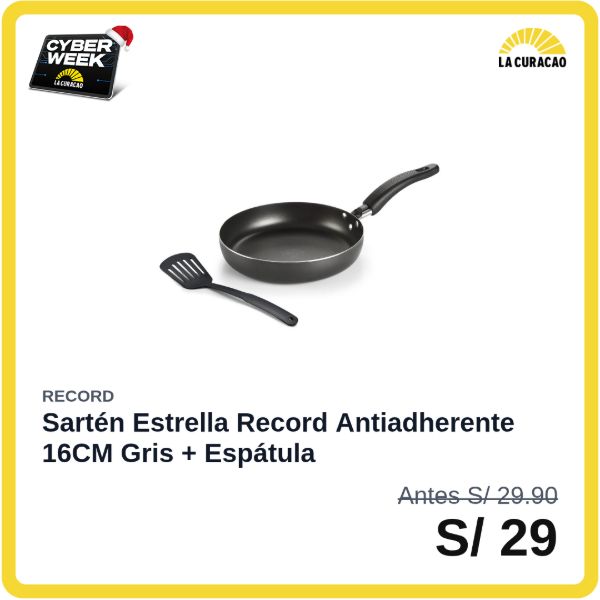 CYBER
WEEK
LA CURACAO
LA CURACAO
RECORD
Sartén Estrella Record Antiadherente
16CM Gris + Espátula
Antes S/ 29.90
S/ 29